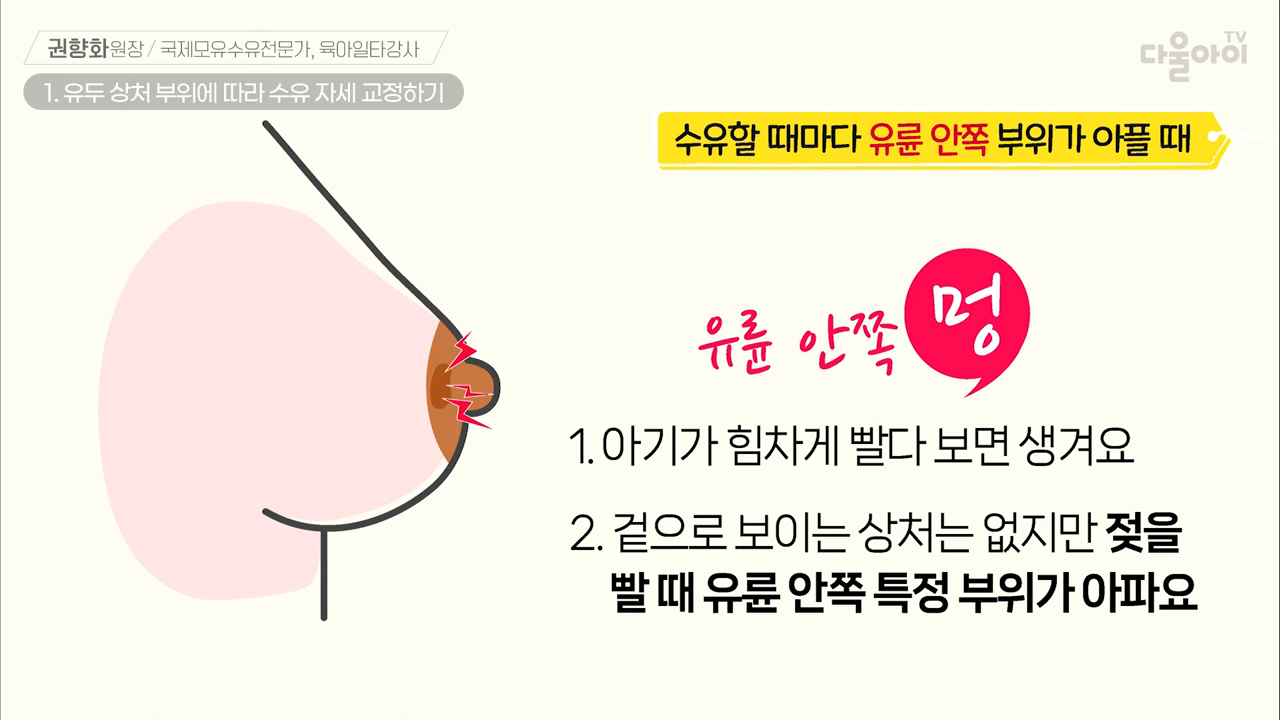 권향화원장 / 국제모유수유전문가, 육아일타강사
다울아이 TV
1. 유두 상처 부위에 따라 수유 자세 교정하기
수유할 때마다 유륜 안쪽 부위가 아플 때
유륜 안쪽 멍
1. 아기가 힘차게 빨다 보면 생겨요
2. 겉으로 보이는 상처는 없지만 젖을
빨 때 유륜 안쪽 특정 부위가 아파요